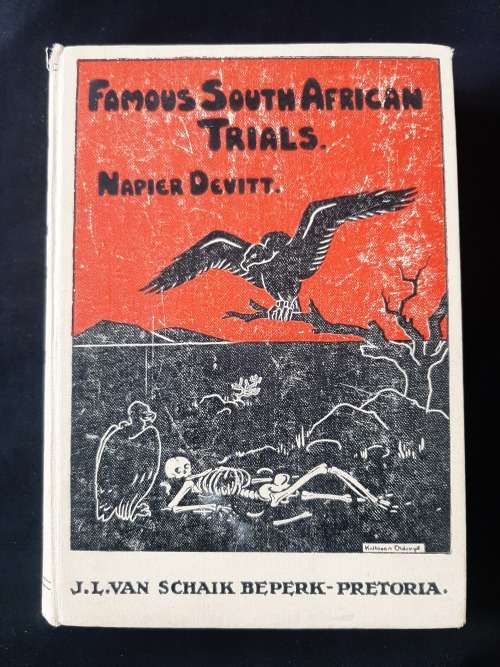 FAMOUS SOUTH AFRICAN
TRIALS.
NAPIER DEVITT.
J.L.VAN SCHAIK BEPERK-PRETORIA.